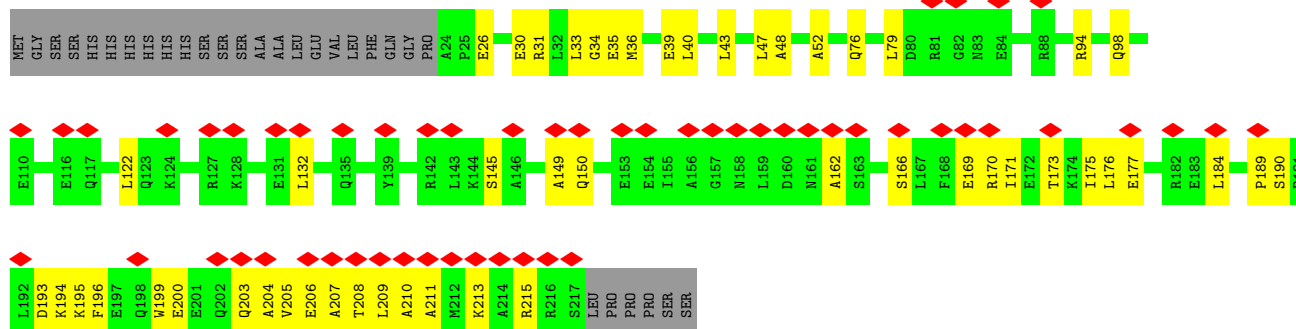 MET GLY SER SER HIS HIS HIS HIS HIS HIS SER SER SER ALA ALA LEU GLU VAL LEU PHE GLN GLY PRO A24 P25 E26 E30 R31 L32 L33 G34 E35 M36 E39 L40 L43 L47 A48 A52 Q76 L79 D80 R81 G82 N83 E84 R88 R94 Q98
E110 E116 Q117 L122 Q123 K124 R127 K128 E131 L132 Q135 Y139 R142 L143 K144 S145 A146 A149 Q150 E153 E154 I155 A156 G157 N158 L159 D160 N161 A162 S163 S166 L167 F168 E169 R170 I171 E172 T173 K174 I175 L176 E177 R182 E183 L184 P189 S190
L192 D193 K194 K195 F196 E197 Q198 W199 E200 E201 Q202 Q203 A204 V205 E206 A207 T208 L209 A210 A211 M212 K213 A214 R215 R216 S217 LEU PRO PRO PRO SER SER